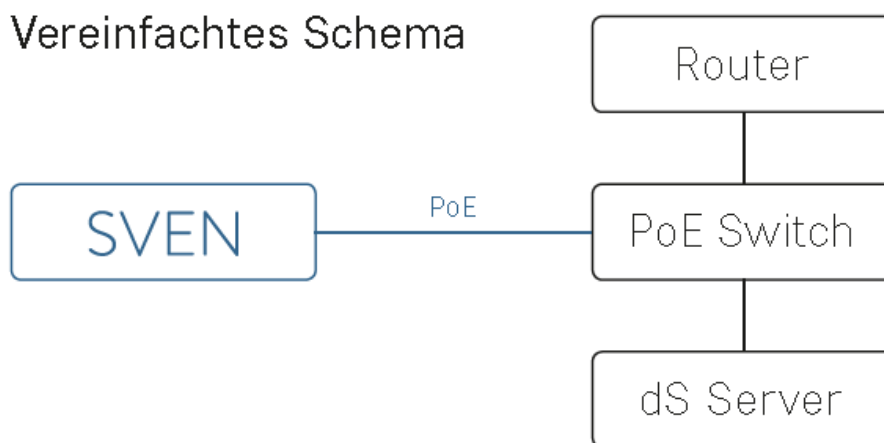 Vereinfachtes Schema
Router
SVEN
PoE
PoE Switch
dS Server